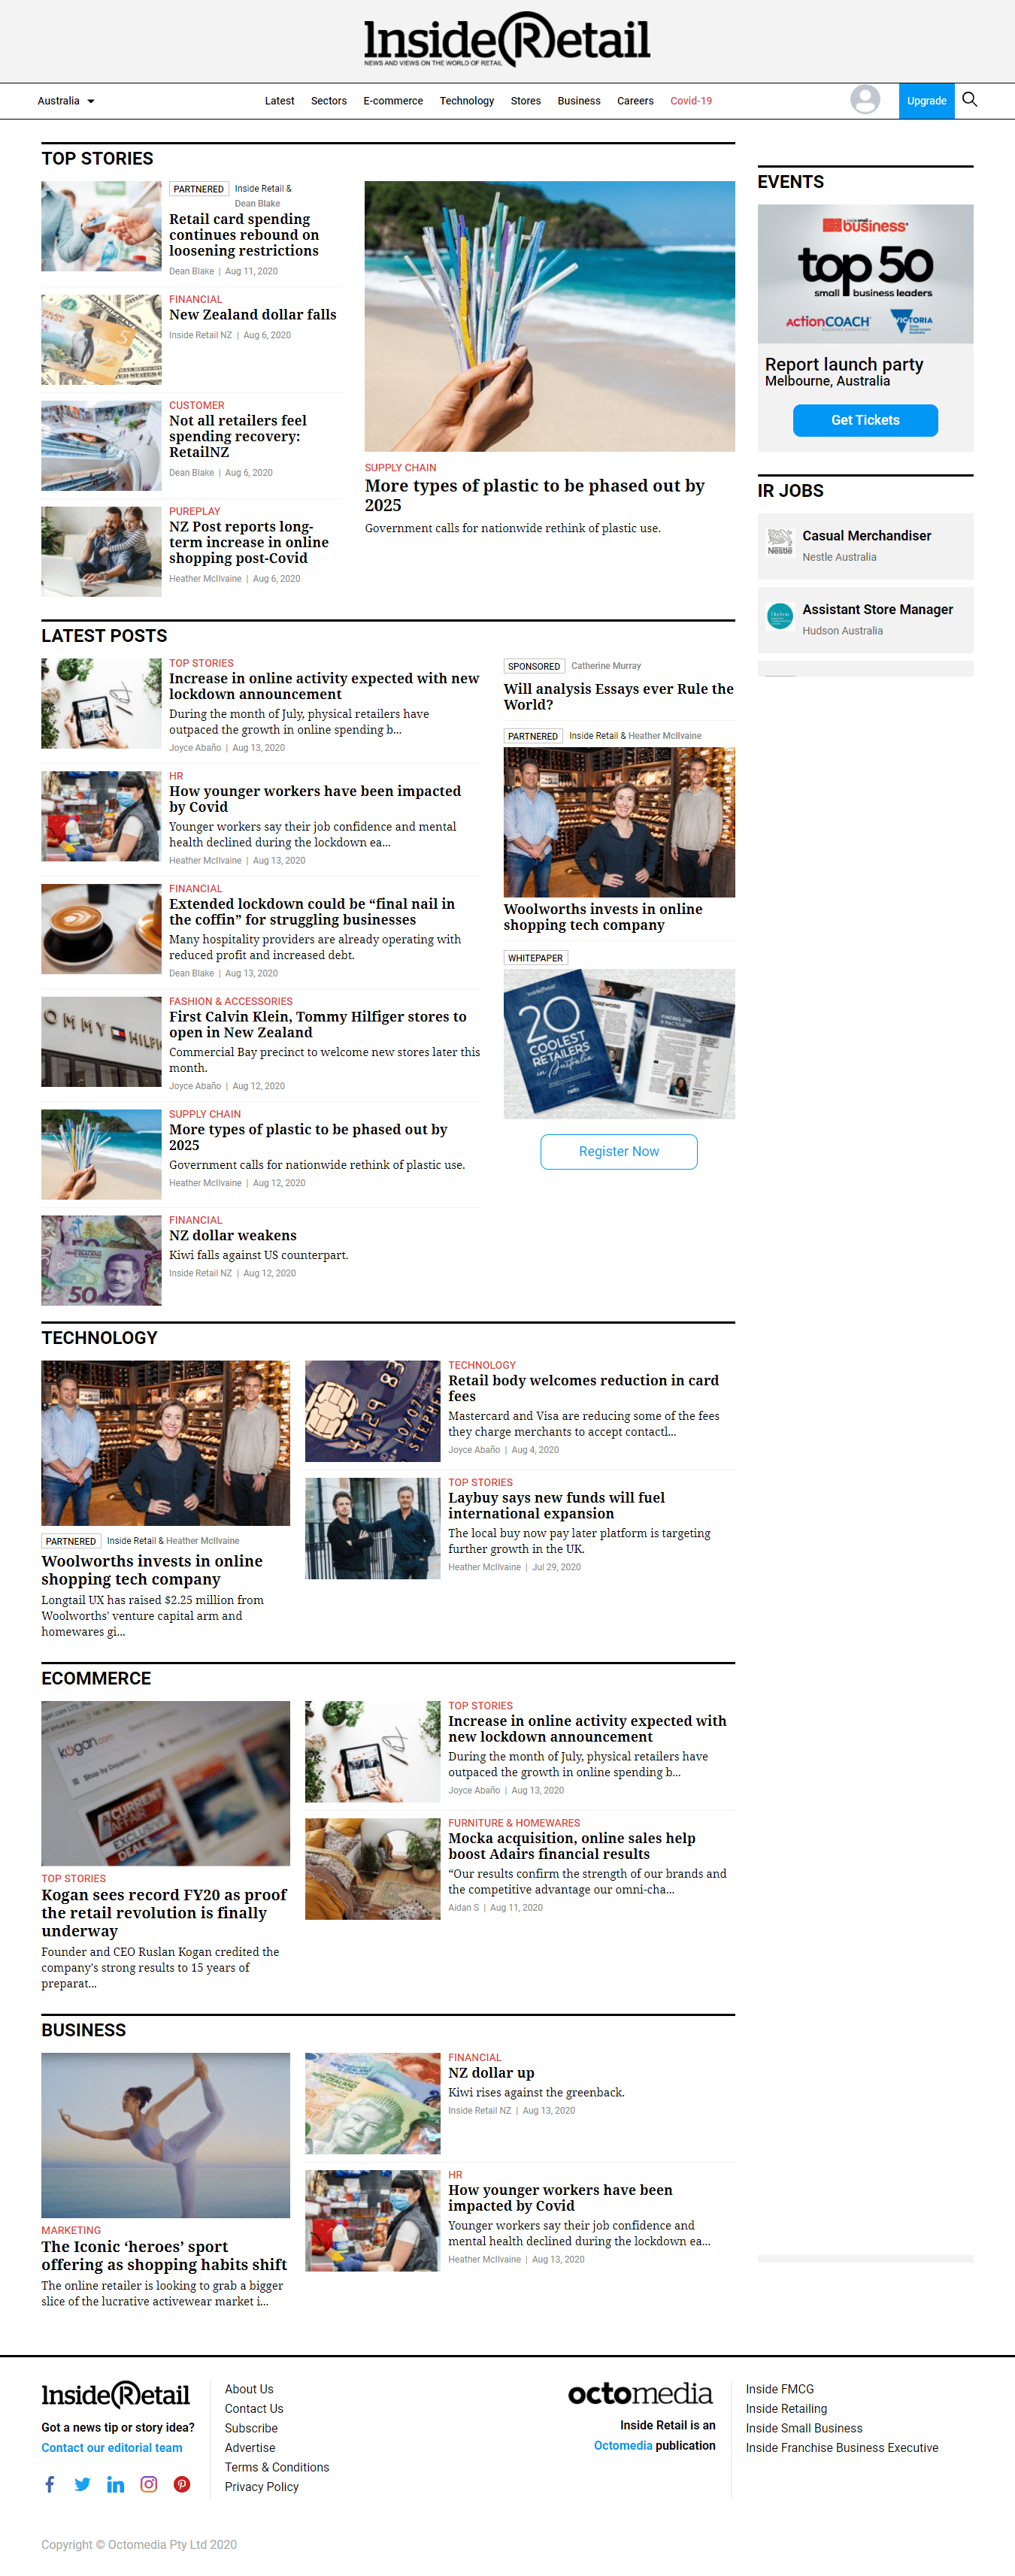 Inside Retail
NEWS AND VIEWS ON THE WORLD OF RETAIL
Australia
Latest
Sectors
E-commerce
Technology
Stores
Business
Careers
Covid-19
Upgrade
TOP STORIES
PARTNERED Inside Retail &
Dean Blake
Retail card spending
continues rebound on
loosening restrictions
Dean Blake | Aug 11, 2020
FINANCIAL
New Zealand dollar falls
Inside Retail NZ | Aug 6, 2020
CUSTOMER
Not all retailers feel
spending recovery:
RetailNZ
Dean Blake | Aug 6, 2020
PUREPLAY
NZ Post reports long-
term increase in online
shopping post-Covid
Heather McIlvaine | Aug 6, 2020
SUPPLY CHAIN
More types of plastic to be phased out by
2025
Government calls for nationwide rethink of plastic use.
EVENTS
business
top 50
small business leaders
ActionCOACH
VICTORIA
Report launch party
Melbourne, Australia
Get Tickets
IR JOBS
Nestlé
Casual Merchandiser
Nestle Australia
Hudson
Assistant Store Manager
Hudson Australia
LATEST POSTS
TOP STORIES
Increase in online activity expected with new
lockdown announcement
During the month of July, physical retailers have
outpaced the growth in online spending b...
Joyce Abaño | Aug 13, 2020
HR
How younger workers have been impacted
by Covid
Younger workers say their job confidence and mental
health declined during the lockdown ea...
Heather McIlvaine | Aug 13, 2020
FINANCIAL
Extended lockdown could be “final nail in
the coffin” for struggling businesses
Many hospitality providers are already operating with
reduced profit and increased debt.
Dean Blake | Aug 13, 2020
OMMY HILFI
FASHION & ACCESSORIES
First Calvin Klein, Tommy Hilfiger stores to
open in New Zealand
Commercial Bay precinct to welcome new stores later this
month.
Joyce Abaño | Aug 12, 2020
SUPPLY CHAIN
More types of plastic to be phased out by
2025
Government calls for nationwide rethink of plastic use.
Heather McIlvaine | Aug 12, 2020
50
FINANCIAL
NZ dollar weakens
Kiwi falls against US counterpart.
Inside Retail NZ | Aug 12, 2020
SPONSORED Catherine Murray
Will analysis Essays ever Rule the
World?
PARTNERED Inside Retail & Heather McIlvaine
Woolworths invests in online
shopping tech company
WHITEPAPER
InsideRetail
20
COOLEST
RETAILERS
in Australia
neto
FOREWORD
FINDING THE
X FACTOR
Register Now
TECHNOLOGY
PARTNERED Inside Retail & Heather McIlvaine
Woolworths invests in online
shopping tech company
Longtail UX has raised $2.25 million from
Woolworths' venture capital arm and
homewares gi...
TECHNOLOGY
Retail body welcomes reduction in card
fees
Mastercard and Visa are reducing some of the fees
they charge merchants to accept contactl...
Joyce Abaño | Aug 4, 2020
TOP STORIES
Laybuy says new funds will fuel
international expansion
The local buy now pay later platform is targeting
further growth in the UK.
Heather McIlvaine | Jul 29, 2020
ECOMMERCE
kogan.com
Shop by Department
A CURRENT
AFFAIR
EXCLUSIVE
DEAL
TOP STORIES
Kogan sees record FY20 as proof
the retail revolution is finally
underway
Founder and CEO Ruslan Kogan credited the
company's strong results to 15 years of
preparat...
TOP STORIES
Increase in online activity expected with
new lockdown announcement
During the month of July, physical retailers have
outpaced the growth in online spending b...
Joyce Abaño | Aug 13, 2020
FURNITURE & HOMEWARES
Mocka acquisition, online sales help
boost Adairs financial results
“Our results confirm the strength of our brands and
the competitive advantage our omni-cha...
Aidan S | Aug 11, 2020
BUSINESS
MARKETING
The Iconic ‘heroes’ sport
offering as shopping habits shift
The online retailer is looking to grab a bigger
slice of the lucrative activewear market i...
FINANCIAL
NZ dollar up
Kiwi rises against the greenback.
Inside Retail NZ | Aug 13, 2020
HR
How younger workers have been
impacted by Covid
Younger workers say their job confidence and
mental health declined during the lockdown ea...
Heather McIlvaine | Aug 13, 2020
Inside Retail
Got a news tip or story idea?
Contact our editorial team
About Us
Contact Us
Subscribe
Advertise
Terms & Conditions
Privacy Policy
octomedia
Inside Retail is an
Octomedia publication
Inside FMCG
Inside Retailing
Inside Small Business
Inside Franchise Business Executive
Copyright © Octomedia Pty Ltd 2020